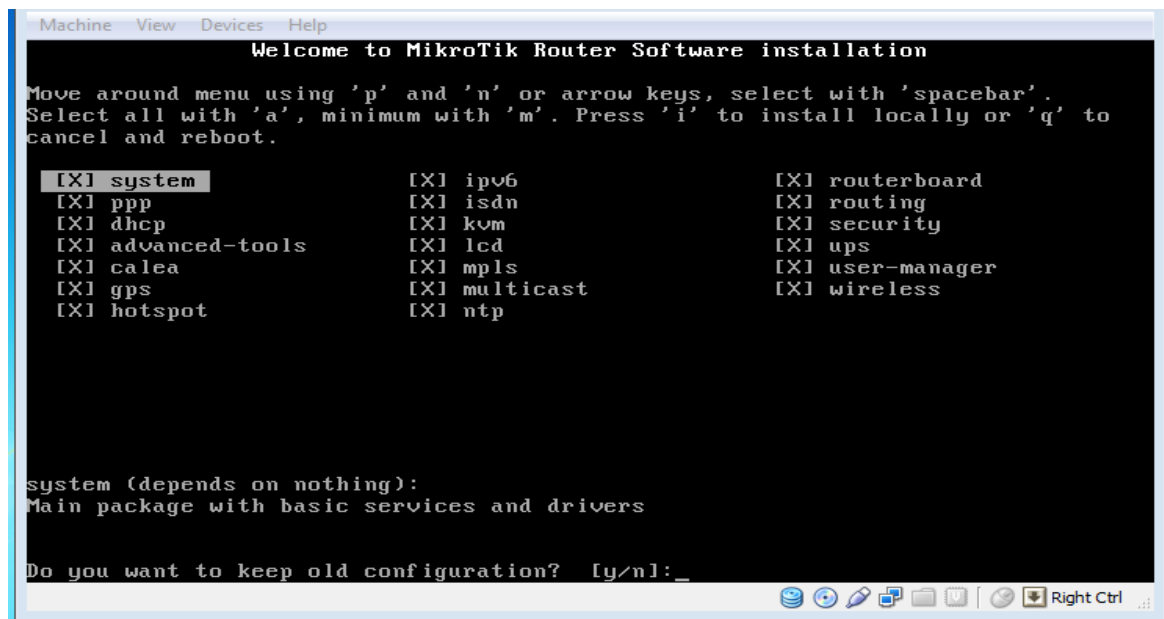 Machine View Devices Help
Welcome to MikroTik Router Software installation
Move around menu using 'p' and 'n' or arrow keys, select with 'spacebar'.
Select all with 'a', minimum with 'm'. Press 'i' to install locally or 'q' to
cancel and reboot.
[X] system [X] ipv6 [X] routerboard
[X] ppp [X] isdn [X] routing
[X] dhcp [X] kvm [X] security
[X] advanced-tools [X] lcd [X] ups
[X] calea [X] mpls [X] user-manager
[X] gps [X] multicast [X] wireless
[X] hotspot [X] ntp
system (depends on nothing):
Main package with basic services and drivers
Do you want to keep old configuration? [y/n]:_
Right Ctrl